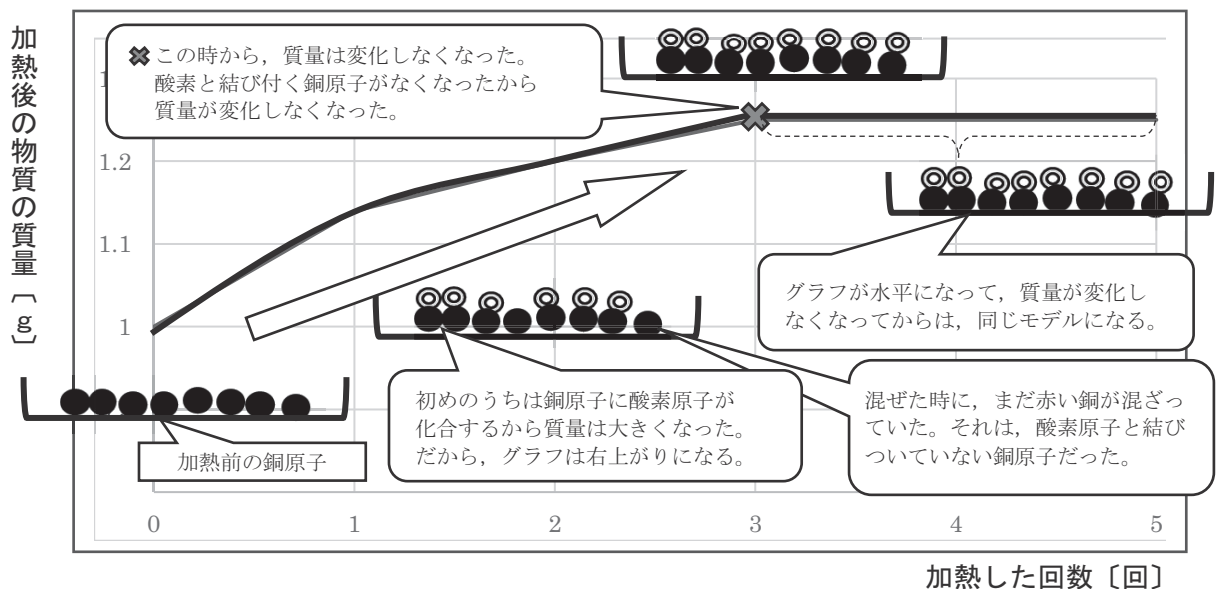 加熱後の物質の質量〔g〕
この時から，質量は変化しなくなった。
酸素と結び付く銅原子がなくなったから
質量が変化しなくなった。
1.2
1.1
1
グラフが水平になって，質量が変化し
なくなってからは，同じモデルになる。
初めのうちは銅原子に酸素原子が
化合するから質量は大きくなった。
だから，グラフは右上がりになる。
混ぜた時に，まだ赤い銅が混ざっ
ていた。それは，酸素原子と結び
ついていない銅原子だった。
加熱前の銅原子
0 1 2 3 4 5
加熱した回数〔回〕